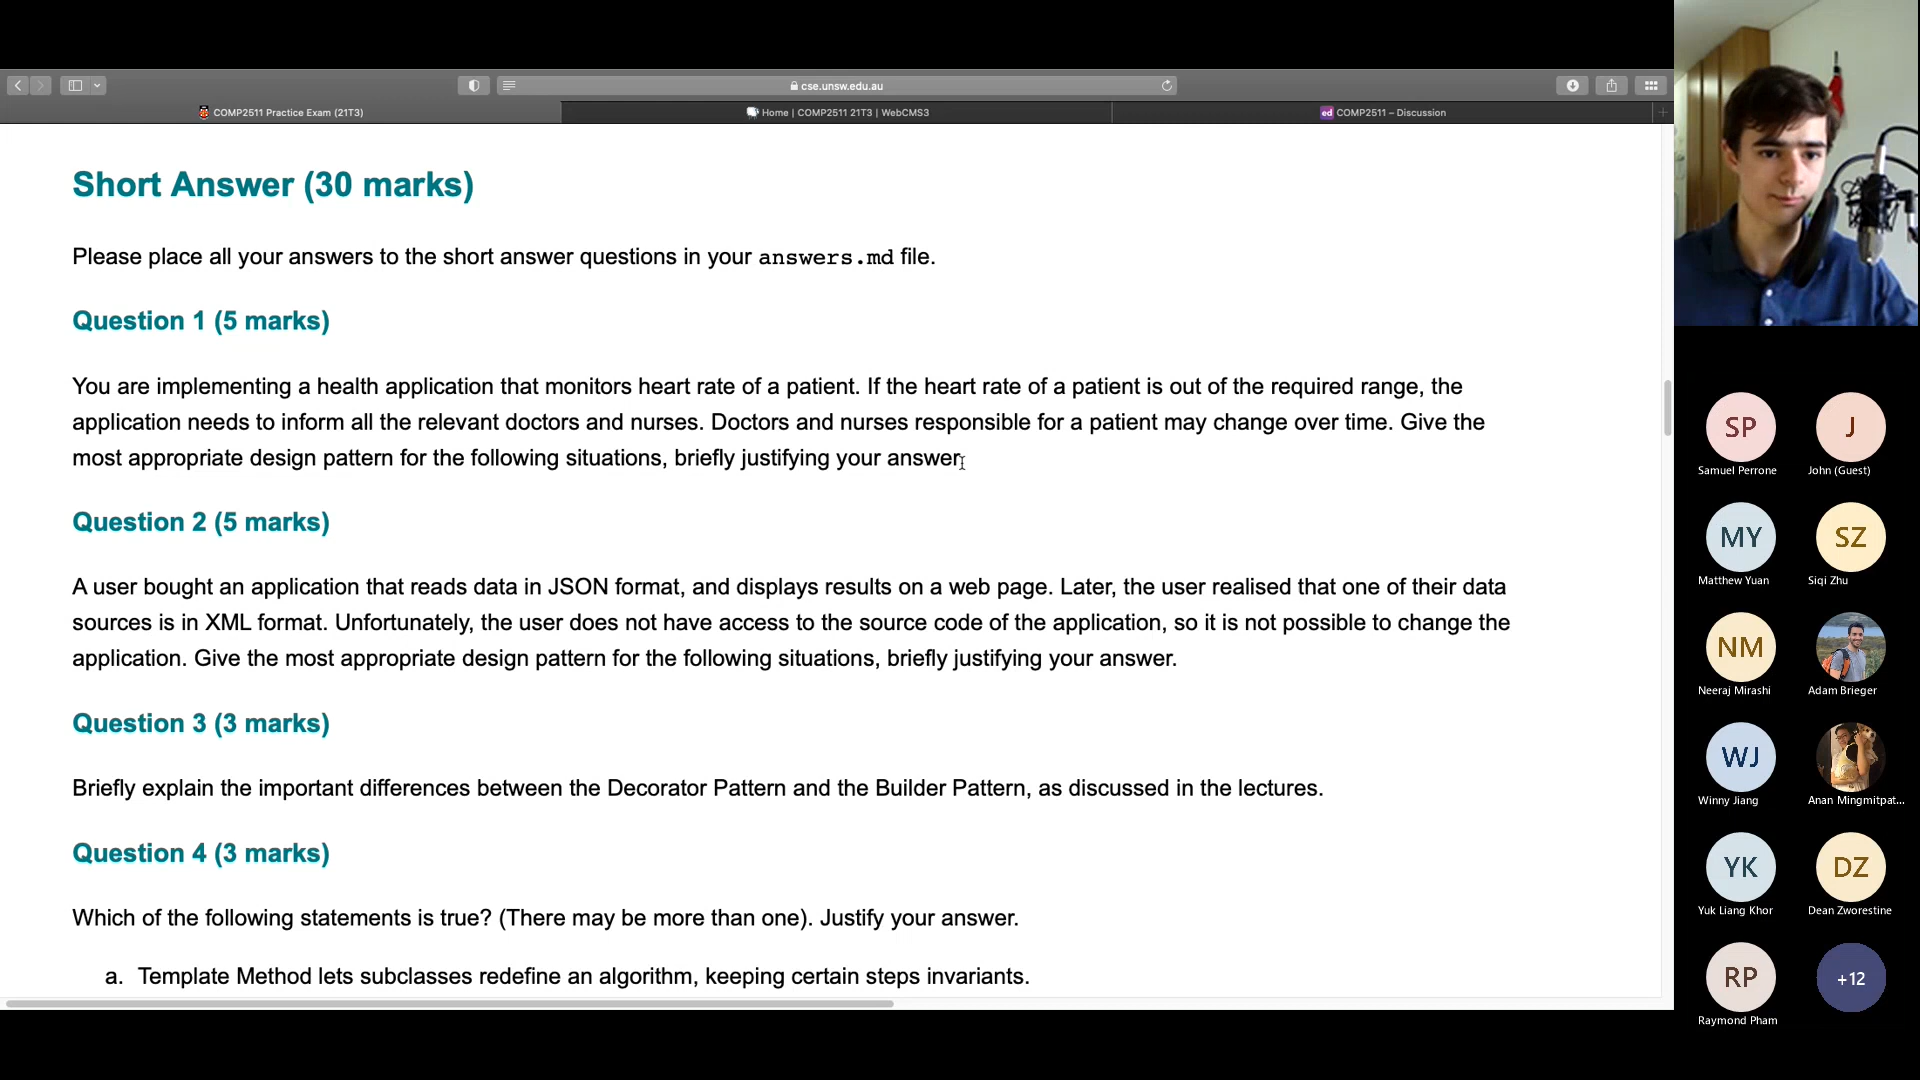 cse.unsw.edu.au
COMP2511 Practice Exam (21T3)
Home | COMP2511 21T3 | WebCMS3
ed COMP2511 – Discussion
Short Answer (30 marks)
Please place all your answers to the short answer questions in your answers.md file.
Question 1 (5 marks)
You are implementing a health application that monitors heart rate of a patient. If the heart rate of a patient is out of the required range, the
application needs to inform all the relevant doctors and nurses. Doctors and nurses responsible for a patient may change over time. Give the
most appropriate design pattern for the following situations, briefly justifying your answer.
Question 2 (5 marks)
A user bought an application that reads data in JSON format, and displays results on a web page. Later, the user realised that one of their data
sources is in XML format. Unfortunately, the user does not have access to the source code of the application, so it is not possible to change the
application. Give the most appropriate design pattern for the following situations, briefly justifying your answer.
Question 3 (3 marks)
Briefly explain the important differences between the Decorator Pattern and the Builder Pattern, as discussed in the lectures.
Question 4 (3 marks)
Which of the following statements is true? (There may be more than one). Justify your answer.
a. Template Method lets subclasses redefine an algorithm, keeping certain steps invariants.
SP J
Samuel Perrone John (Guest)
MY SZ
Matthew Yuan Siqi Zhu
NM
Neeraj Mirashi Adam Brieger
WJ
Winny Jiang Anan Mingmitpat...
YK DZ
Yuk Liang Khor Dean Zworestine
RP +12
Raymond Pham